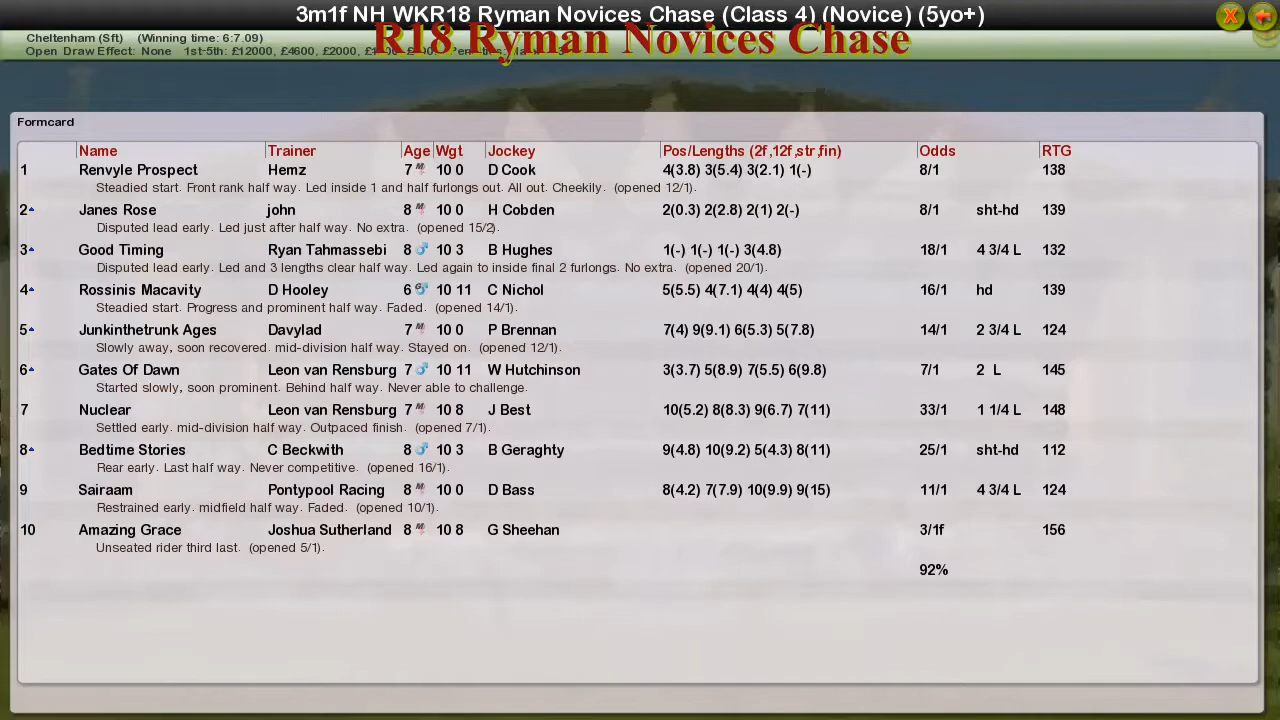 3m1f NH WKR18 Ryman Novices Chase (Class 4) (Novice) (5yo+)
R18 Ryman Novices Chase
Cheltenham (Sft) (Winning time: 6:7.09)
Open Draw Effect: None 1st-5th: £12000, £4600, £2000,
Formcard
Name Trainer Age Wgt Jockey Pos/Lengths (2f,12f,str,fin) Odds RTG
1 Renvyle Prospect Hemz 7 10 0 D Cook 4(3.8) 3(5.4) 3(2.1) 1(-) 8/1 138
Steadied start. Front rank half way. Led inside 1 and half furlongs out. All out. Cheekily. (opened 12/1).
2 Janes Rose john 8 10 0 H Cobden 2(0.3) 2(2.8) 2(1) 2(-) 8/1 sht-hd 139
Disputed lead early. Led just after half way. No extra. (opened 15/2).
3 Good Timing Ryan Tahmassebi 8 10 3 B Hughes 1(-) 1(-) 1(-) 3(4.8) 18/1 4 3/4 L 132
Disputed lead early. Led and 3 lengths clear half way. Led again to inside final 2 furlongs. No extra. (opened 20/1).
4 Rossinis Macavity D Hooley 6 10 11 C Nichol 5(5.5) 4(7.1) 4(4) 4(5) 16/1 hd 139
Steadied start. Progress and prominent half way. Faded. (opened 14/1).
5 Junkinthetrunk Ages Davylad 7 10 0 P Brennan 7(4) 9(9.1) 6(5.3) 5(7.8) 14/1 2 3/4 L 124
Slowly away, soon recovered. mid-division half way. Stayed on. (opened 12/1).
6 Gates Of Dawn Leon van Rensburg 7 10 11 W Hutchinson 3(3.7) 5(8.9) 7(5.5) 6(9.8) 7/1 2 L 145
Started slowly, soon prominent. Behind half way. Never able to challenge.
7 Nuclear Leon van Rensburg 7 10 8 J Best 10(5.2) 8(8.3) 9(6.7) 7(11) 33/1 1 1/4 L 148
Settled early. mid-division half way. Outpaced finish. (opened 7/1).
8 Bedtime Stories C Beckwith 8 10 3 B Geraghty 9(4.8) 10(9.2) 5(4.3) 8(11) 25/1 sht-hd 112
Rear early. Last half way. Never competitive. (opened 16/1).
9 Sairaam Pontypool Racing 8 10 0 D Bass 8(4.2) 7(7.9) 10(9.9) 9(15) 11/1 4 3/4 L 124
Restrained early. midfield half way. Faded. (opened 10/1).
10 Amazing Grace Joshua Sutherland 8 10 8 G Sheehan 3/1f 156
Unseated rider third last. (opened 5/1).
92%